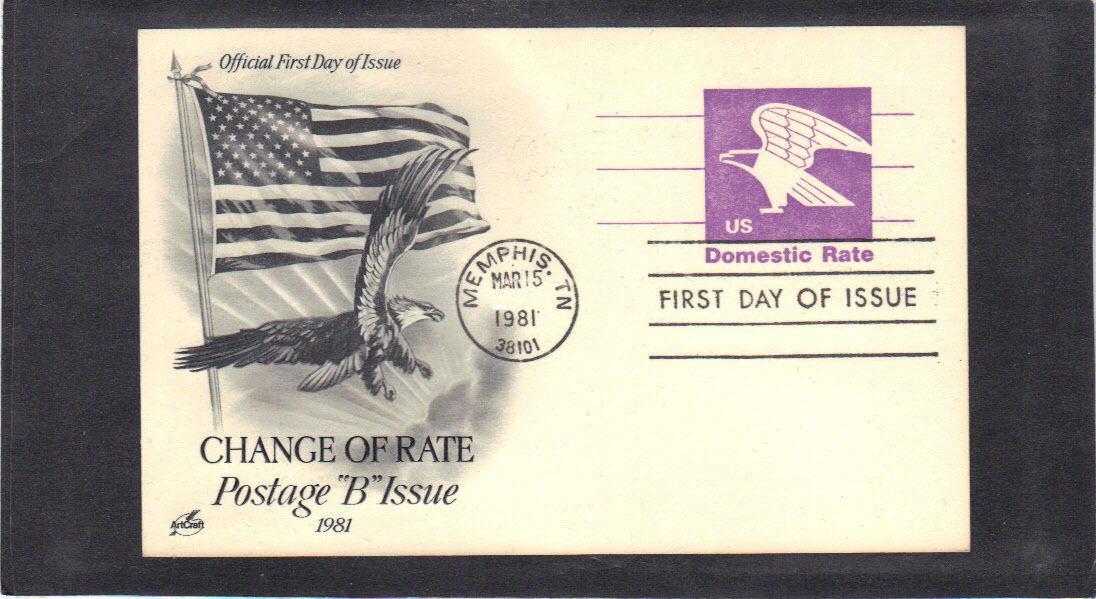 Official First Day of Issue
US
Domestic Rate
MEMPHIS, TN
MAR 15
1981
38101
FIRST DAY OF ISSUE
CHANGE OF RATE
Postage "B" Issue
1981
ArtCraft